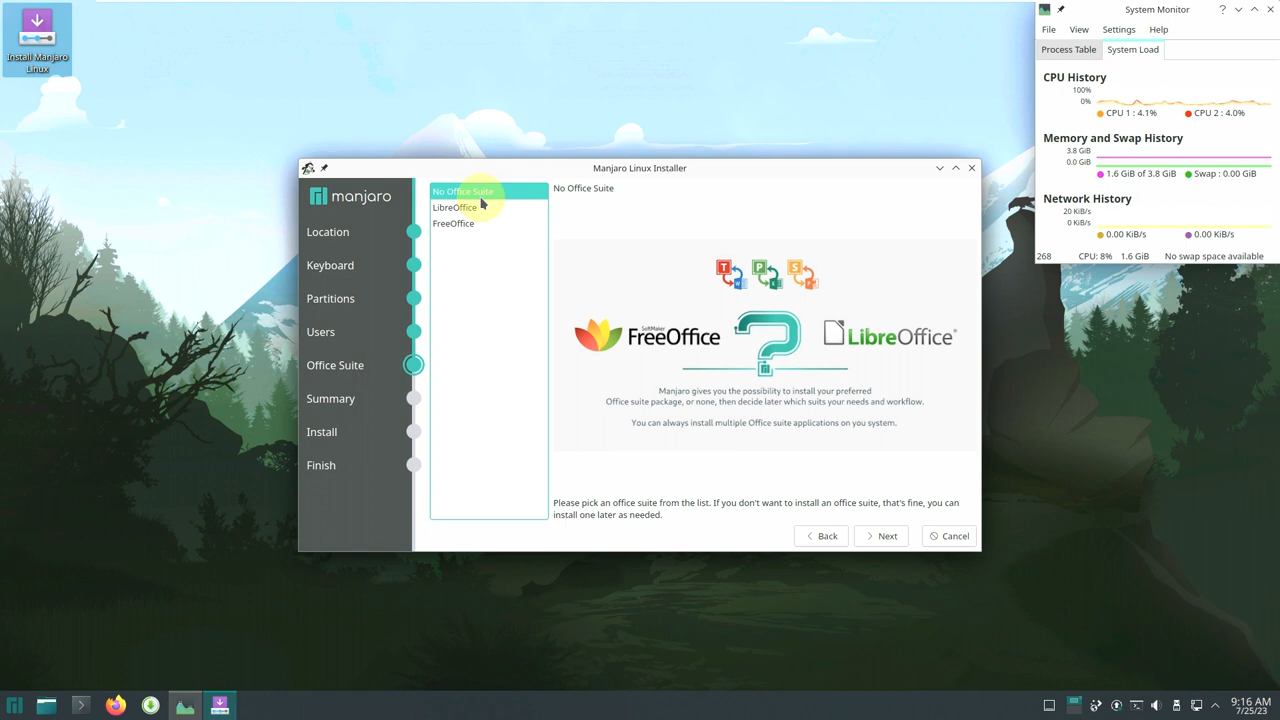 Install Manjaro
Linux
System Monitor
File View Settings Help
Process Table System Load
CPU History
100%
0%
CPU 1 : 4.1% CPU 2 : 4.0%
Memory and Swap History
3.8 GiB
0.0 GiB
1.6 GiB of 3.8 GiB Swap : 0.00 GiB
Network History
20 KiB/s
0 KiB/s
0.00 KiB/s 0.00 KiB/s
268 CPU: 8% 1.6 GiB No swap space available
Manjaro Linux Installer
manjaro
Location
Keyboard
Partitions
Users
Office Suite
Summary
Install
Finish
No Office Suite
LibreOffice
FreeOffice
No Office Suite
T W P X S P
SoftMaker
FreeOffice
?
LibreOffice
Manjaro gives you the possibility to install your preferred
Office suite package, or none, then decide later which suits your needs and workflow.
You can always install multiple Office suite applications on you system.
Please pick an office suite from the list. If you don't want to install an office suite, that's fine, you can
install one later as needed.
Back Next Cancel
9:16 AM
7/25/23